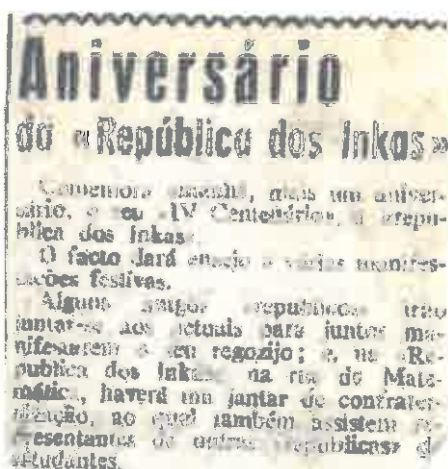 Aniversário
da «República dos Inkas»
Comemora amanhã, mais um aniver-
sário, o seu «IV Centenário», a «repú-
blica dos Inkas».
O facto dará ensejo a várias manifes-
tações festivas.
Alguns antigos «republicos» irão
juntar-se aos actuais para juntos ma-
nifestarem o seu regozijo; e, na «Re-
publica dos Inkas», na rua de Mate-
mática, haverá um jantar de confrater-
nização, ao qual também assistem re-
presentantes de outras «republicas» de
estudantes.